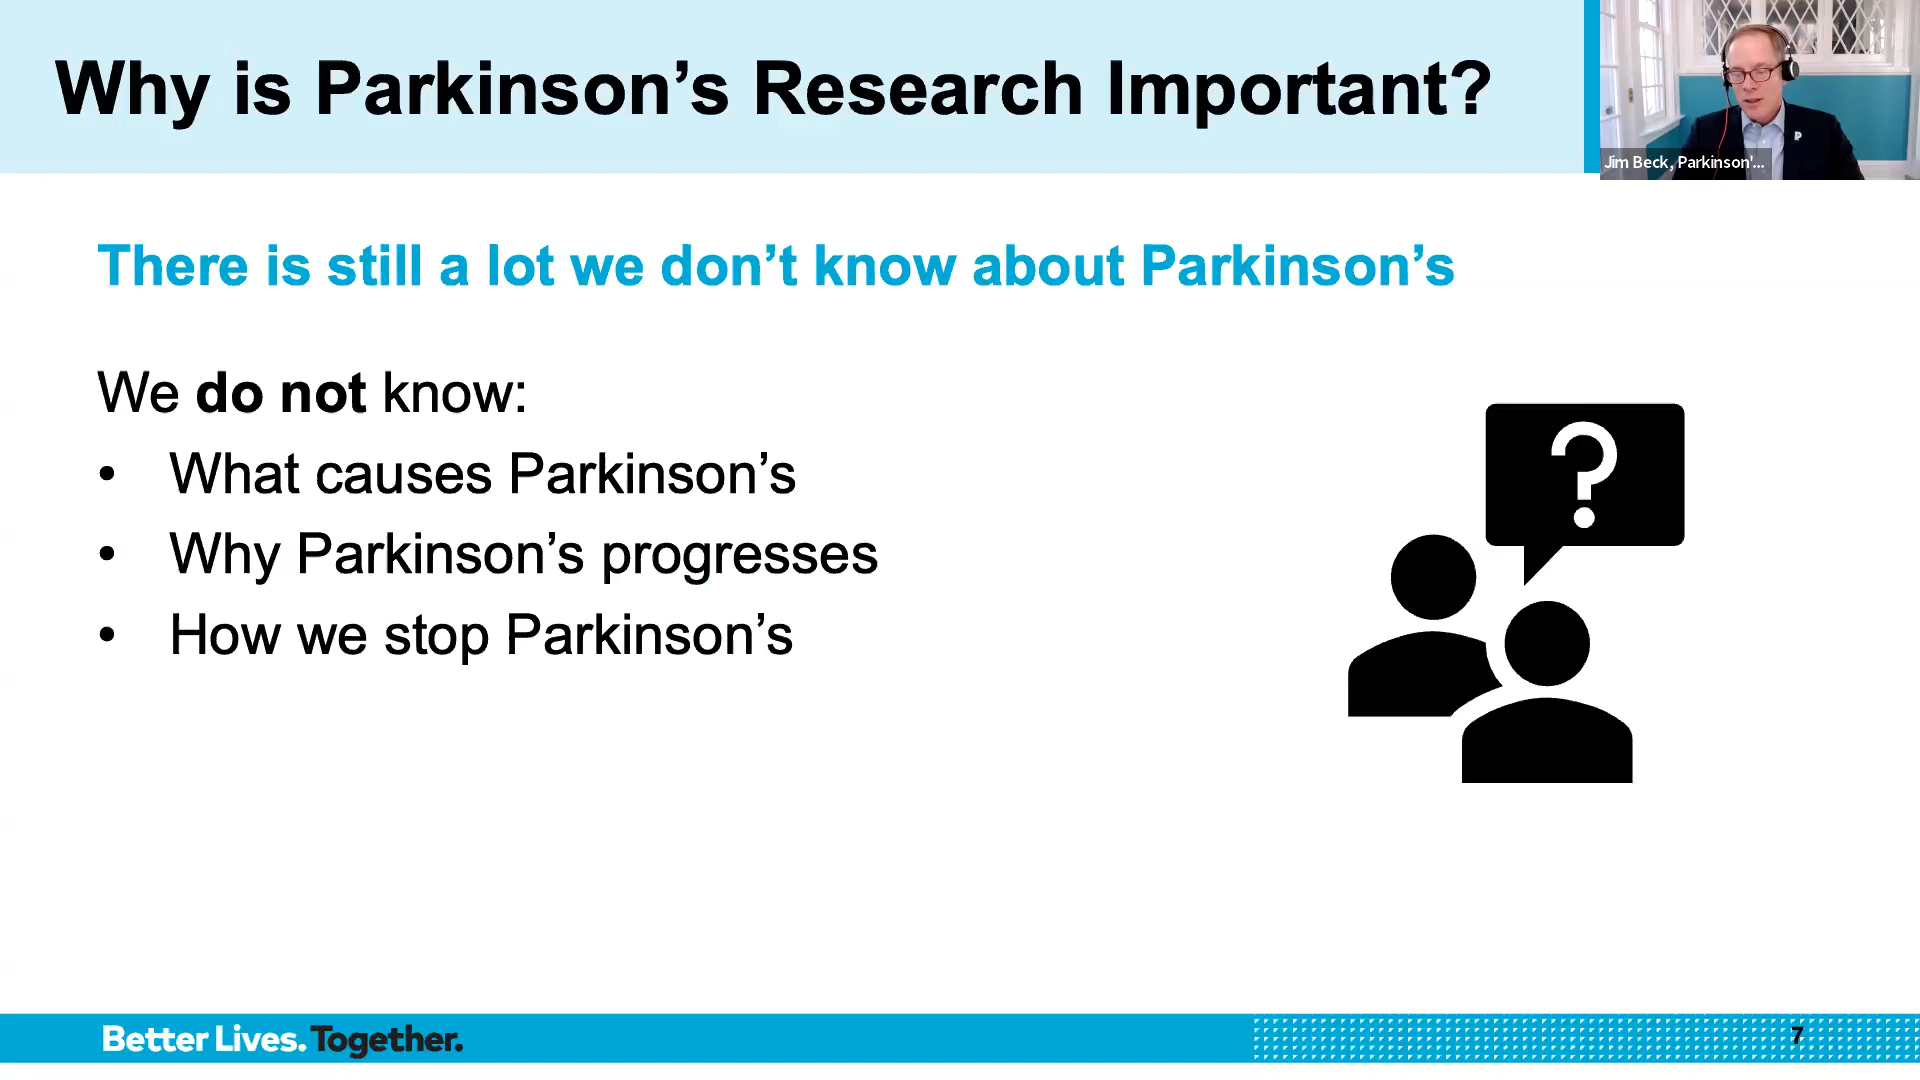 Why is Parkinson’s Research Important?
Jim Beck, Parkinson'...
There is still a lot we don’t know about Parkinson’s
We do not know:
• What causes Parkinson’s
• Why Parkinson’s progresses
• How we stop Parkinson’s
?
Better Lives. Together.
7